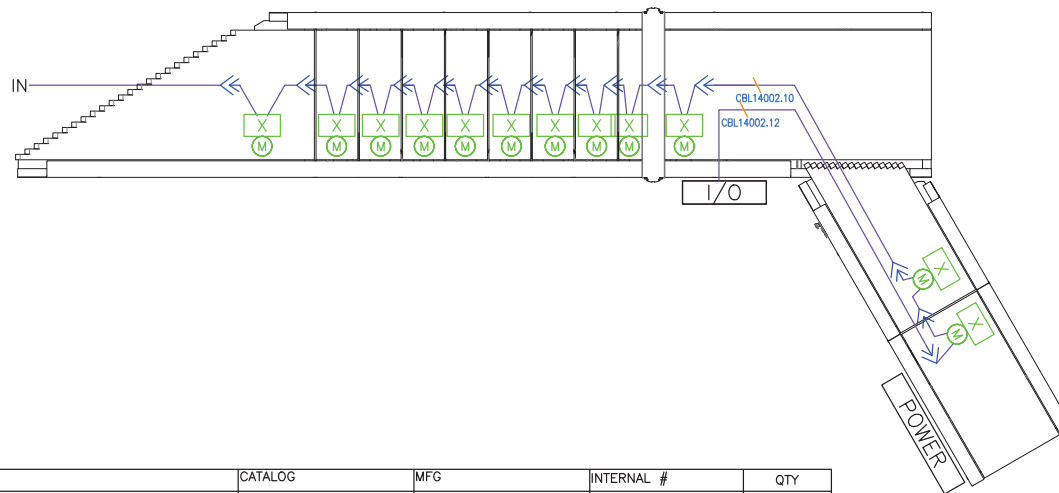 IN
CBL14002.10
CBL14002.12
X X X X X X X X X X
M M M M M M M M M M
I/O
X
M
X
M
POWER
CATALOG MFG INTERNAL # QTY